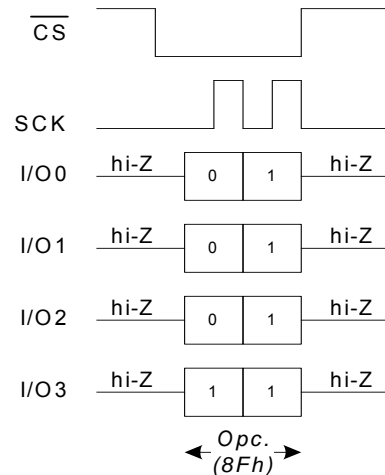 CS
SCK
I/O0 hi-Z 0 1 hi-Z
I/O1 hi-Z 0 1 hi-Z
I/O2 hi-Z 0 1 hi-Z
I/O3 hi-Z 1 1 hi-Z
Opc.
(8Fh)